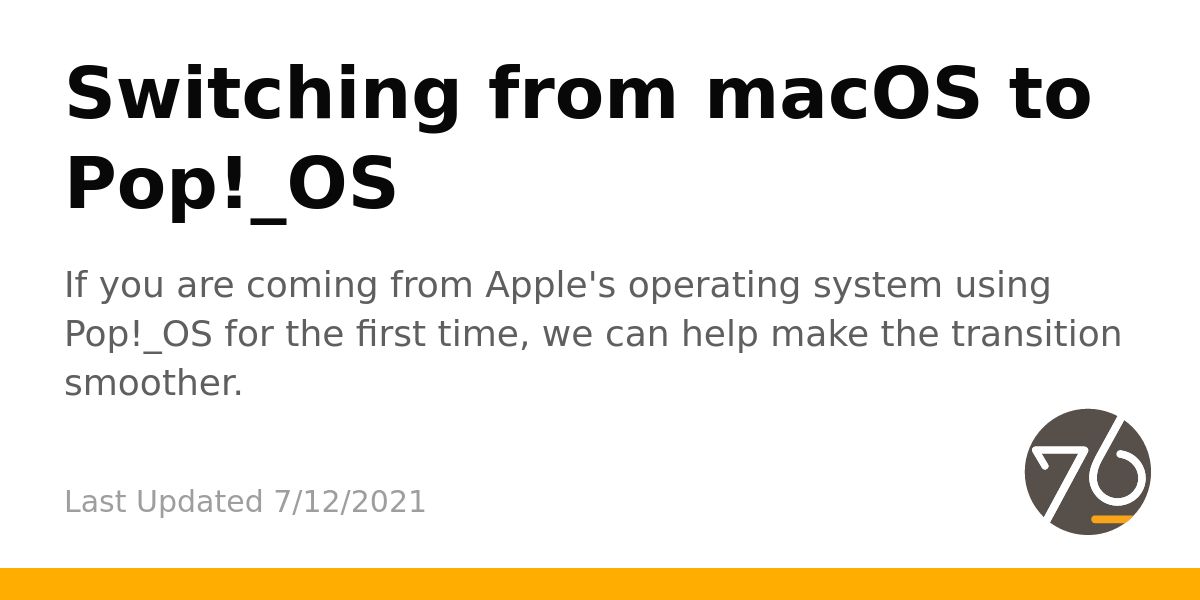 Switching from macOS to
Pop!_OS
If you are coming from Apple's operating system using
Pop!_OS for the first time, we can help make the transition
smoother.
Last Updated 7/12/2021
76